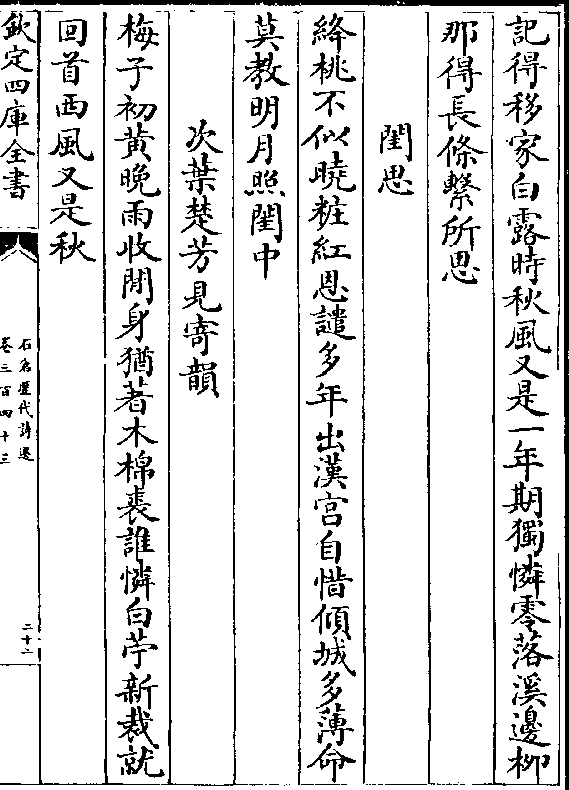 記得移家白露時秋風又是一年期獨憐零落溪邊柳
那得長條繫所思
閨思
絳桃不似曉粧紅恩譴多年出漢宫自惜傾城多薄命
莫教明月照閨中
次葉楚芳見寄韻
梅子初黄晚雨收閒身猶著木棉裘誰憐白苧新裁就
回首西風又是秋
欽定四庫全書
石倉歷代詩選
卷三百四十三
二十二